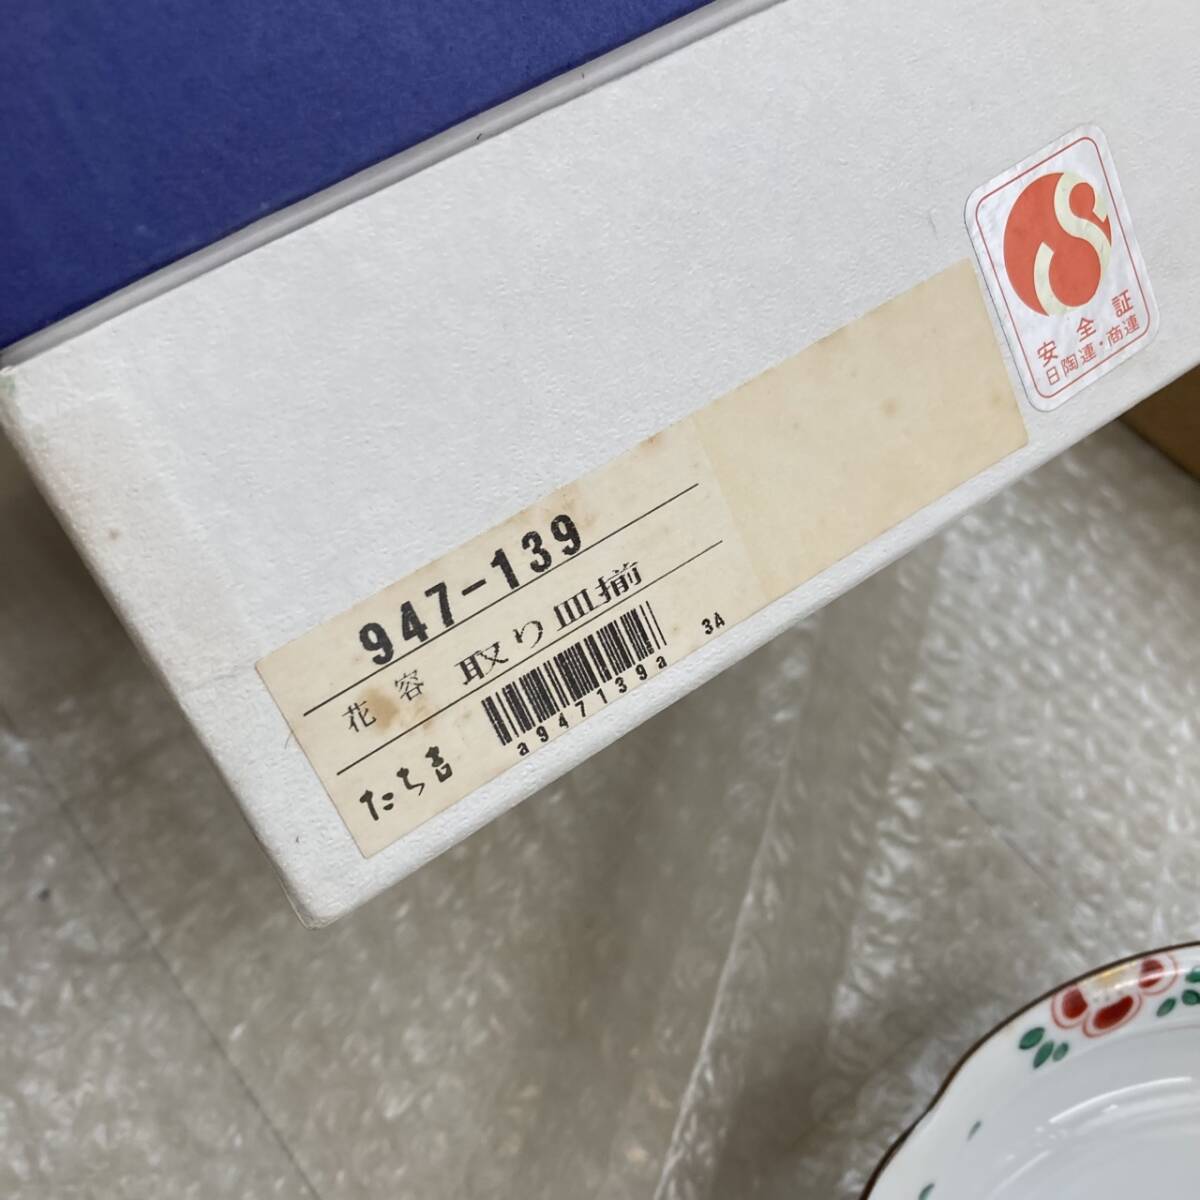 947-139
花容 取り皿揃
たち吉
a947139a
3A
安全証
日陶連・商連